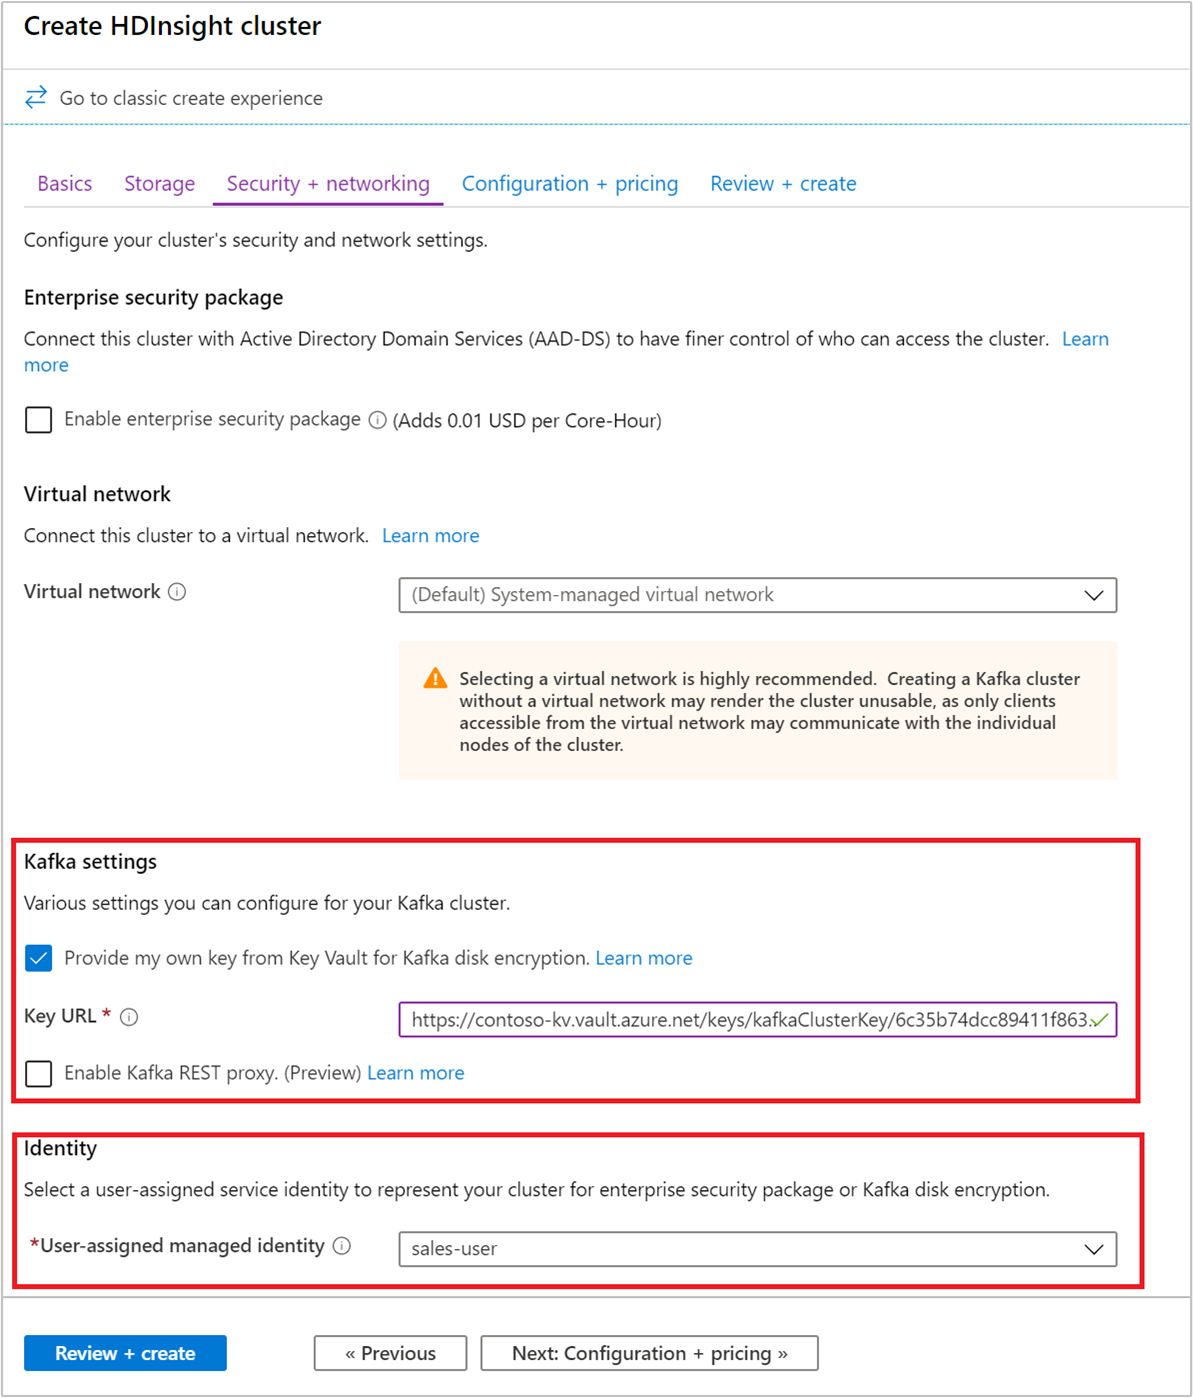 Create HDInsight cluster
Go to classic create experience
Basics Storage Security + networking Configuration + pricing Review + create
Configure your cluster's security and network settings.
Enterprise security package
Connect this cluster with Active Directory Domain Services (AAD-DS) to have finer control of who can access the cluster. Learn
more
Enable enterprise security package (Adds 0.01 USD per Core-Hour)
Virtual network
Connect this cluster to a virtual network. Learn more
Virtual network (Default) System-managed virtual network
Selecting a virtual network is highly recommended. Creating a Kafka cluster
without a virtual network may render the cluster unusable, as only clients
accessible from the virtual network may communicate with the individual
nodes of the cluster.
Kafka settings
Various settings you can configure for your Kafka cluster.
Provide my own key from Key Vault for Kafka disk encryption. Learn more
Key URL * https://contoso-kv.vault.azure.net/keys/kafkaClusterKey/6c35b74dcc89411f863.
Enable Kafka REST proxy. (Preview) Learn more
Identity
Select a user-assigned service identity to represent your cluster for enterprise security package or Kafka disk encryption.
*User-assigned managed identity sales-user
Review + create « Previous Next: Configuration + pricing »